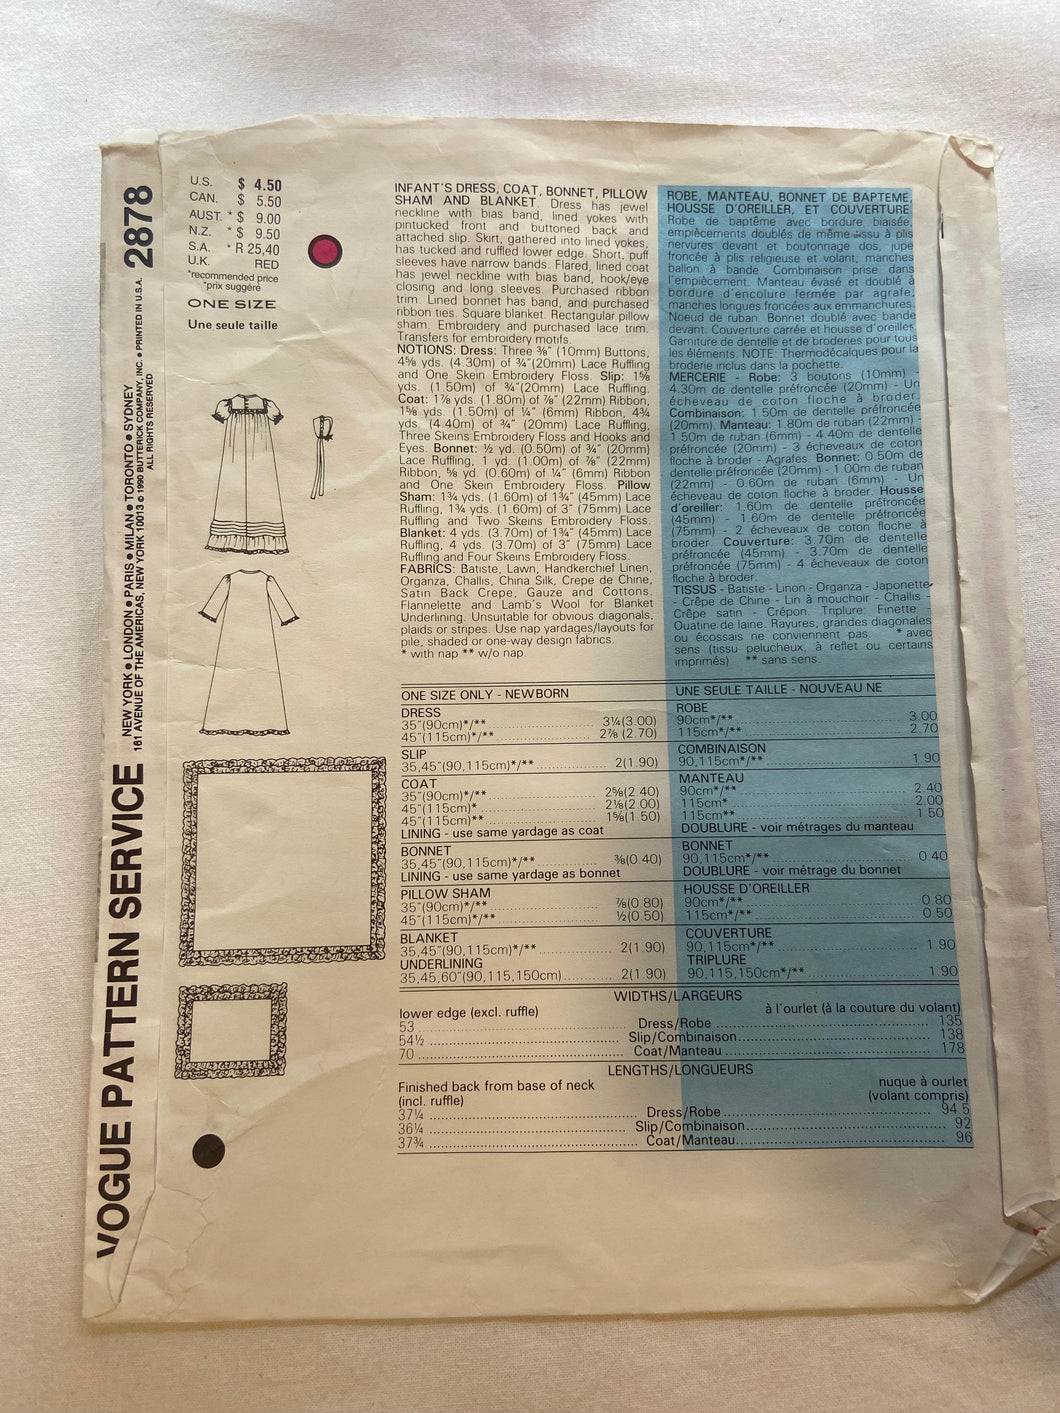 VOGUE PATTERN SERVICE
NEW YORK ● LONDON ● PARIS ● MILAN ● TORONTO ● SYDNEY
161 AVENUE OF THE AMERICAS, NEW YORK 10013 ● 1990 BUTTERICK COMPANY, INC. ● PRINTED IN U.S.A.
ALL RIGHTS RESERVED
2878
U.S. $ 4.50
CAN. $ 5.50
AUST. * $ 9.00
N.Z. * $ 9.50
S.A. * R 25,40
U.K. RED
*recommended price
*prix suggéré
ONE SIZE
Une seule taille
INFANT'S DRESS, COAT, BONNET, PILLOW
SHAM AND BLANKET. Dress has jewel
neckline with bias band, lined yokes with
pintucked front and buttoned back and
attached slip. Skirt, gathered into lined yokes,
has tucked and ruffled lower edge. Short, puff
sleeves have narrow bands. Flared, lined coat
has jewel neckline with bias band, hook/eye
closing and long sleeves. Purchased ribbon
trim. Lined bonnet has band, and purchased
ribbon ties. Square blanket. Rectangular pillow
sham. Embroidery and purchased lace trim.
Transfers for embroidery motifs.
NOTIONS: Dress: Three ⅜" (10mm) Buttons,
4⅝ yds. (4.30m) of ¾"(20mm) Lace Ruffling
and One Skein Embroidery Floss. Slip: 1⅝
yds. (1.50m) of ¾"(20mm) Lace Ruffling.
Coat: 1⅞ yds. (1.80m) of ⅞" (22mm) Ribbon,
1⅝ yds. (1.50m) of ¼" (6mm) Ribbon, 4¾
yds. (4.40m) of ¾" (20mm) Lace Ruffling,
Three Skeins Embroidery Floss and Hooks and
Eyes. Bonnet: ½ yd. (0.50m) of ¾" (20mm)
Lace Ruffling, 1 yd. (1.00m) of ⅞" (22mm)
Ribbon, ⅝ yd. (0.60m) of ¼" (6mm) Ribbon
and One Skein Embroidery Floss. Pillow
Sham: 1¾ yds. (1.60m) of 1¾" (45mm) Lace
Ruffling, 1¾ yds. (1.60m) of 3" (75mm) Lace
Ruffling and Two Skeins Embroidery Floss.
Blanket: 4 yds. (3.70m) of 1¾" (45mm) Lace
Ruffling, 4 yds. (3.70m) of 3" (75mm) Lace
Ruffling and Four Skeins Embroidery Floss.
FABRICS: Batiste, Lawn, Handkerchief Linen,
Organza, Challis, China Silk, Crepe de Chine,
Satin Back Crepe, Gauze and Cottons.
Flannelette and Lamb's Wool for Blanket
Underlining. Unsuitable for obvious diagonals,
plaids or stripes. Use nap yardages/layouts for
pile, shaded or one-way design fabrics.
* with nap ** w/o nap.
ROBE, MANTEAU, BONNET DE BAPTEME,
HOUSSE D'OREILLER, ET COUVERTURE
Robe de baptême avec bordure biaisée,
empiècements doublés de même tissu à plis
nervures devant et boutonnage dos, jupe
froncée à plis religieuse et volant; manches
ballon à bande. Combinaison prise dans
l'empiècement. Manteau évasé et doublé à
bordure d'encolure fermée par agrafe,
manches longues froncées aux emmanchures.
Noeud de ruban. Bonnet doublé avec bande
devant. Couverture carrée et housse d'oreiller.
Garniture de dentelle et de broderies pour tous
les éléments. NOTE: Thermodécalques pour la
broderie inclus dans la pochette.
MERCERIE - Robe: 3 boutons (10mm) -
4.30m de dentelle préfroncée (20mm) - Un
écheveau de coton floche à broder.
Combinaison: 1.50m de dentelle préfroncée
(20mm). Manteau: 1.80m de ruban (22mm) -
1.50m de ruban (6mm) - 4.40m de dentelle
préfroncée (20mm) - 3 écheveaux de coton
floche à broder - Agrafes. Bonnet: 0.50m de
dentelle préfroncée (20mm) - 1.00m de ruban
(22mm) - 0.60m de ruban (6mm) - Un
écheveau de coton floche à broder. Housse
d'oreiller: 1.60m de dentelle préfroncée
(45mm) - 1.60m de dentelle préfroncée
(75mm) - 2 écheveaux de coton floche à
broder. Couverture: 3.70m de dentelle
préfroncée (45mm) - 3.70m de dentelle
préfroncée (75mm) - 4 écheveaux de coton
floche à broder.
TISSUS - Batiste - Linon - Organza - Japonette
- Crêpe de Chine - Lin à mouchoir - Challis -
Crêpe satin - Crépon. Triplure: Finette -
Ouatine de laine. Rayures, grandes diagonales
ou écossais ne conviennent pas. * avec
sens (tissu pelucheux, à reflet ou certains
imprimés) ** sans sens.
ONE SIZE ONLY - NEWBORN
DRESS
35"(90cm)*/** 3¼(3.00)
45"(115cm)*/** 2⅞ (2.70)
SLIP
35,45"(90,115cm)*/** 2(1.90)
COAT
35"(90cm)*/** 2⅝(2.40)
45"(115cm)* 2⅛(2.00)
45"(115cm)** 1⅝(1.50)
LINING - use same yardage as coat
BONNET
35,45"(90,115cm)*/** ⅜(0.40)
LINING - use same yardage as bonnet
PILLOW SHAM
35"(90cm)*/** ⅞(0.80)
45"(115cm)*/** ½(0.50)
BLANKET
35,45"(90,115cm)*/** 2(1.90)
UNDERLINING
35,45,60"(90,115,150cm) 2(1.90)
UNE SEULE TAILLE - NOUVEAU NE
ROBE
90cm*/** 3.00
115cm*/** 2.70
COMBINAISON
90,115cm*/** 1.90
MANTEAU
90cm*/** 2.40
115cm* 2.00
115cm** 1.50
DOUBLURE - voir métrages du manteau
BONNET
90,115cm*/** 0.40
DOUBLURE - voir métrage du bonnet
HOUSSE D'OREILLER
90cm*/** 0.80
115cm*/** 0.50
COUVERTURE
90,115cm*/** 1.90
TRIPLURE
90,115,150cm*/** 1.90
WIDTHS/LARGEURS
lower edge (excl. ruffle) à l'ourlet (à la couture du volant)
53 Dress/Robe 135
54½ Slip/Combinaison 138
70 Coat/Manteau 178
LENGTHS/LONGUEURS
Finished back from base of neck nuque à ourlet
(incl. ruffle) (volant compris)
37¼ Dress/Robe 94.5
36¼ Slip/Combinaison 92
37¾ Coat/Manteau 96